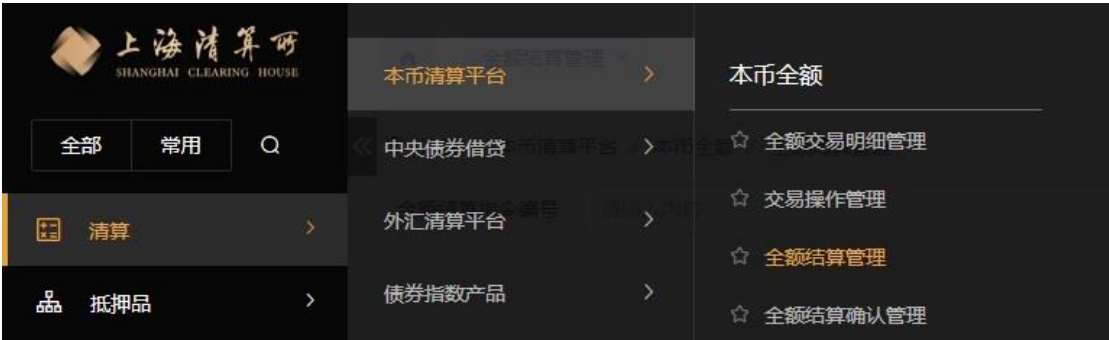 上海清算所
SHANGHAI CLEARING HOUSE
全部
常用
清算
抵押品
本币清算平台
中央债券借贷
外汇清算平台
债券指数产品
本币全额
全额交易明细管理
交易操作管理
全额结算管理
全额结算确认管理